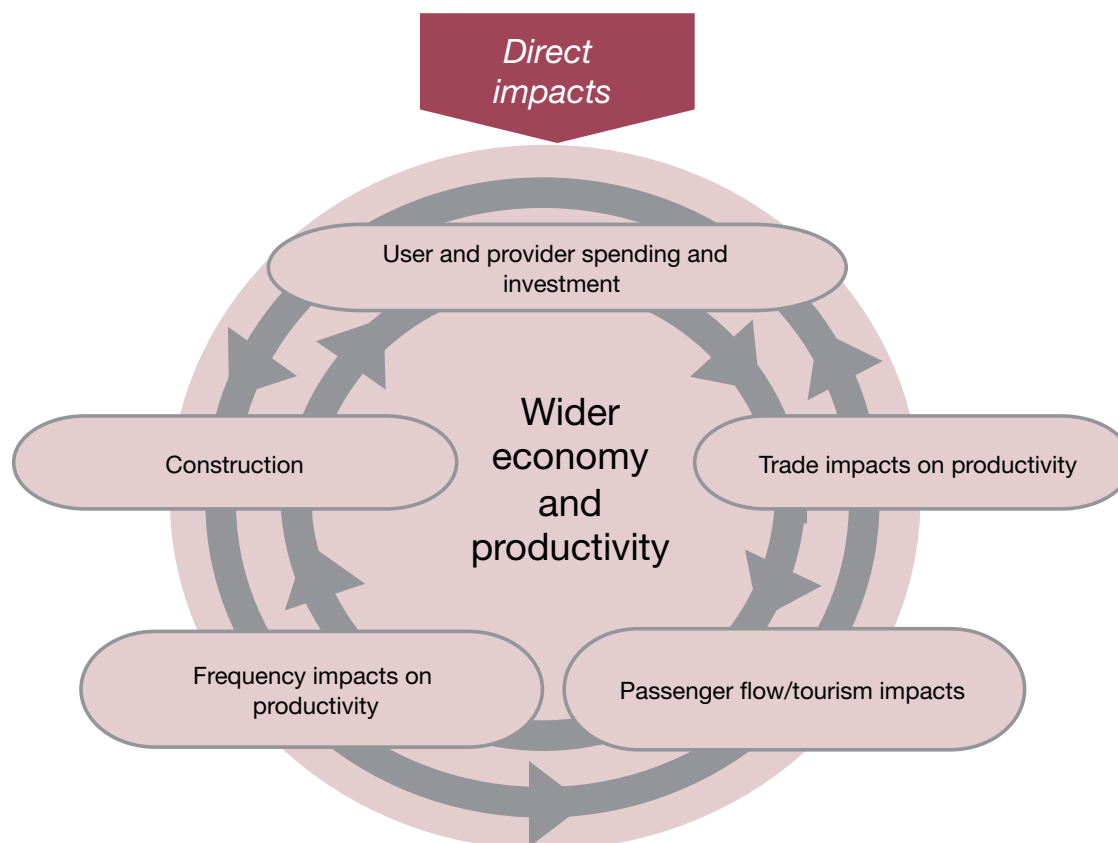 Direct
impacts
User and provider spending and
investment
Wider
economy
and
productivity
Construction
Trade impacts on productivity
Frequency impacts on
productivity
Passenger flow/tourism impacts